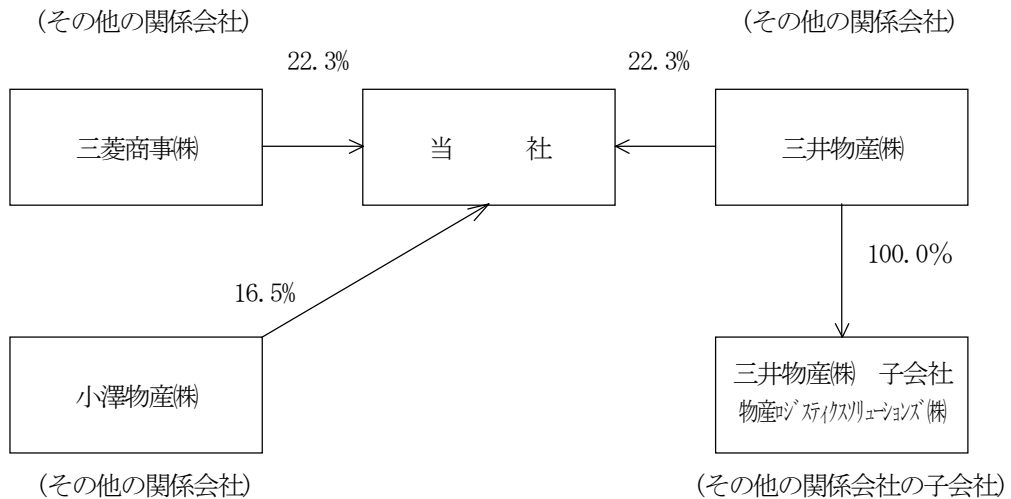 (その他の関係会社)
(その他の関係会社)
22.3%
22.3%
三菱商事㈱
当　　社
三井物産㈱
100.0%
16.5%
小澤物産㈱
三井物産㈱　子会社
物産ﾛｼﾞｽﾃｨｸｽｿﾘｭｰｼｮﾝｽﾞ㈱
(その他の関係会社)
(その他の関係会社の子会社)